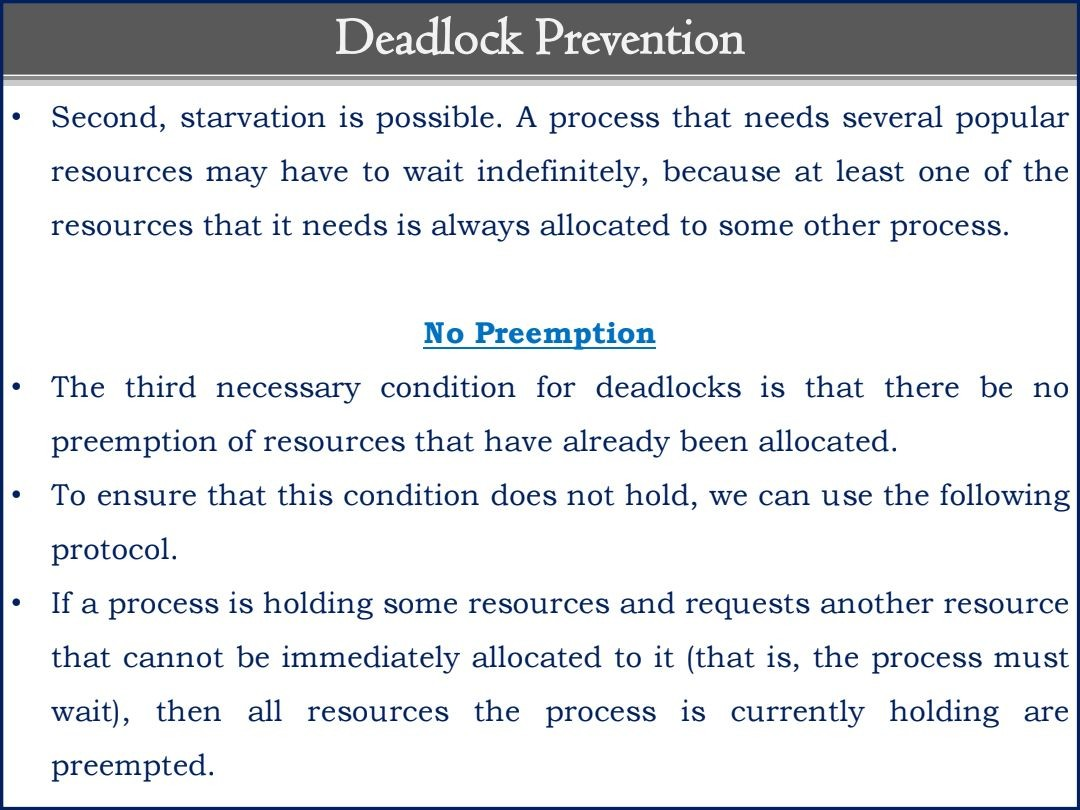 Deadlock Prevention
• Second, starvation is possible. A process that needs several popular
resources may have to wait indefinitely, because at least one of the
resources that it needs is always allocated to some other process.
No Preemption
• The third necessary condition for deadlocks is that there be no
preemption of resources that have already been allocated.
• To ensure that this condition does not hold, we can use the following
protocol.
• If a process is holding some resources and requests another resource
that cannot be immediately allocated to it (that is, the process must
wait), then all resources the process is currently holding are
preempted.